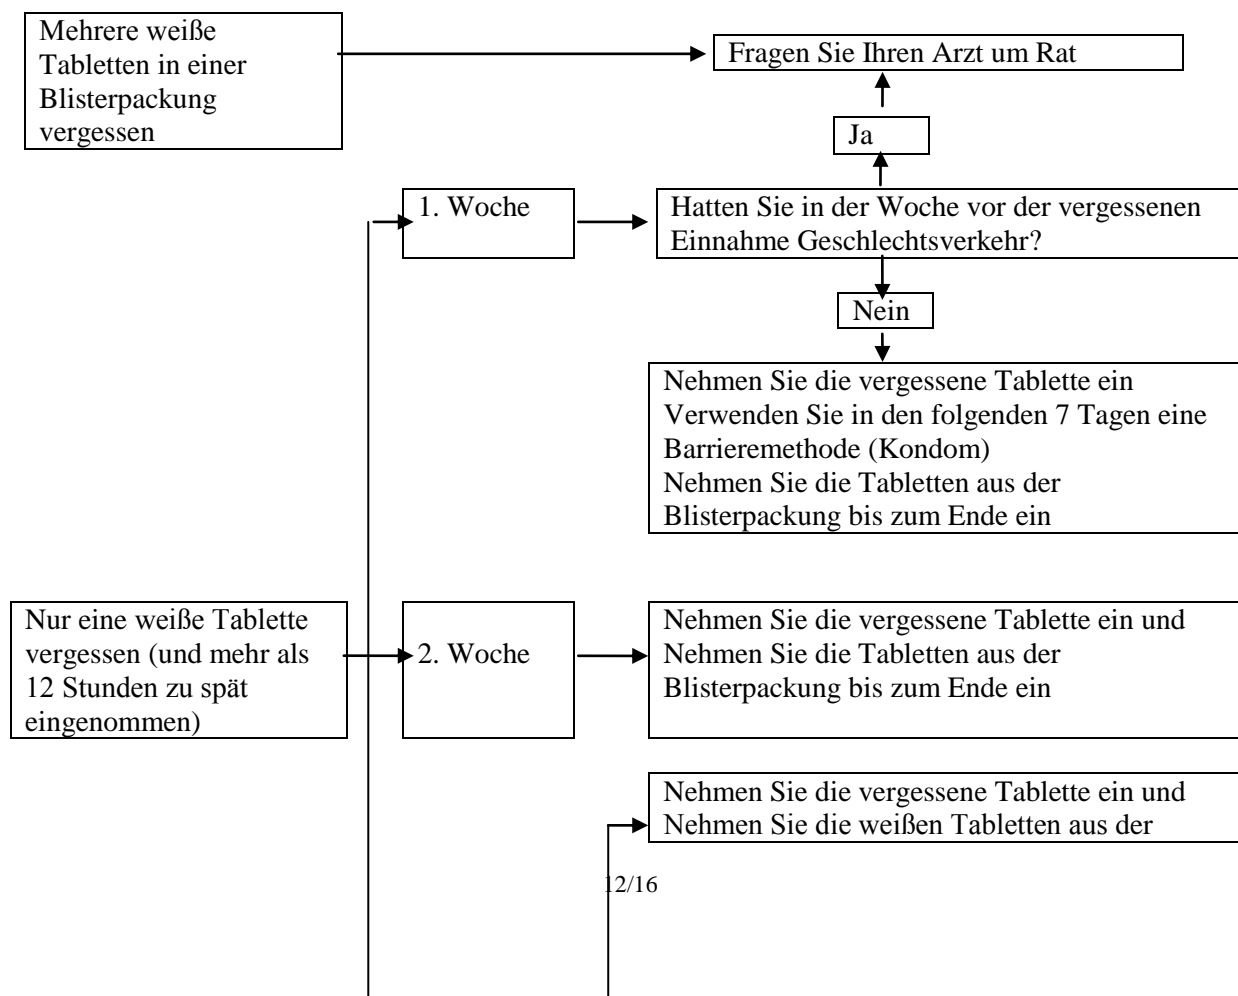 Mehrere weiße
Tabletten in einer
Blisterpackung
vergessen
Fragen Sie Ihren Arzt um Rat
Ja
1. Woche
Hatten Sie in der Woche vor der vergessenen
Einnahme Geschlechtsverkehr?
Nein
Nehmen Sie die vergessene Tablette ein
Verwenden Sie in den folgenden 7 Tagen eine
Barrieremethode (Kondom)
Nehmen Sie die Tabletten aus der
Blisterpackung bis zum Ende ein
Nur eine weiße Tablette
vergessen (und mehr als
12 Stunden zu spät
eingenommen)
2. Woche
Nehmen Sie die vergessene Tablette ein und
Nehmen Sie die Tabletten aus der
Blisterpackung bis zum Ende ein
Nehmen Sie die vergessene Tablette ein und
Nehmen Sie die weißen Tabletten aus der
12/16